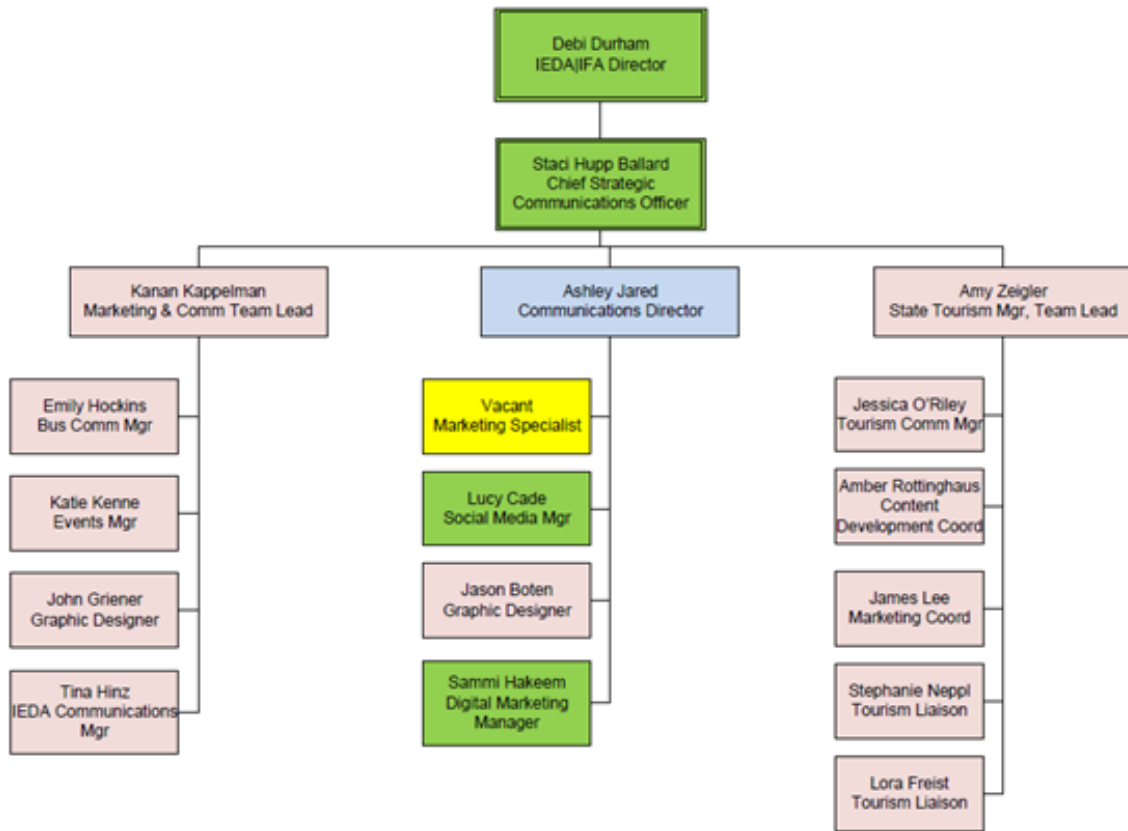 Debi Durham
IEDA|IFA Director
Staci Hupp Ballard
Chief Strategic
Communications Officer
Kanan Kappelman
Marketing & Comm Team Lead
Ashley Jared
Communications Director
Amy Zeigler
State Tourism Mgr, Team Lead
Emily Hockins
Bus Comm Mgr
Katie Kenne
Events Mgr
John Griener
Graphic Designer
Tina Hinz
IEDA Communications
Mgr
Vacant
Marketing Specialist
Lucy Cade
Social Media Mgr
Jason Boten
Graphic Designer
Sammi Hakeem
Digital Marketing
Manager
Jessica O'Riley
Tourism Comm Mgr
Amber Rottinghaus
Content
Development Coord
James Lee
Marketing Coord
Stephanie Neppl
Tourism Liaison
Lora Freist
Tourism Liaison